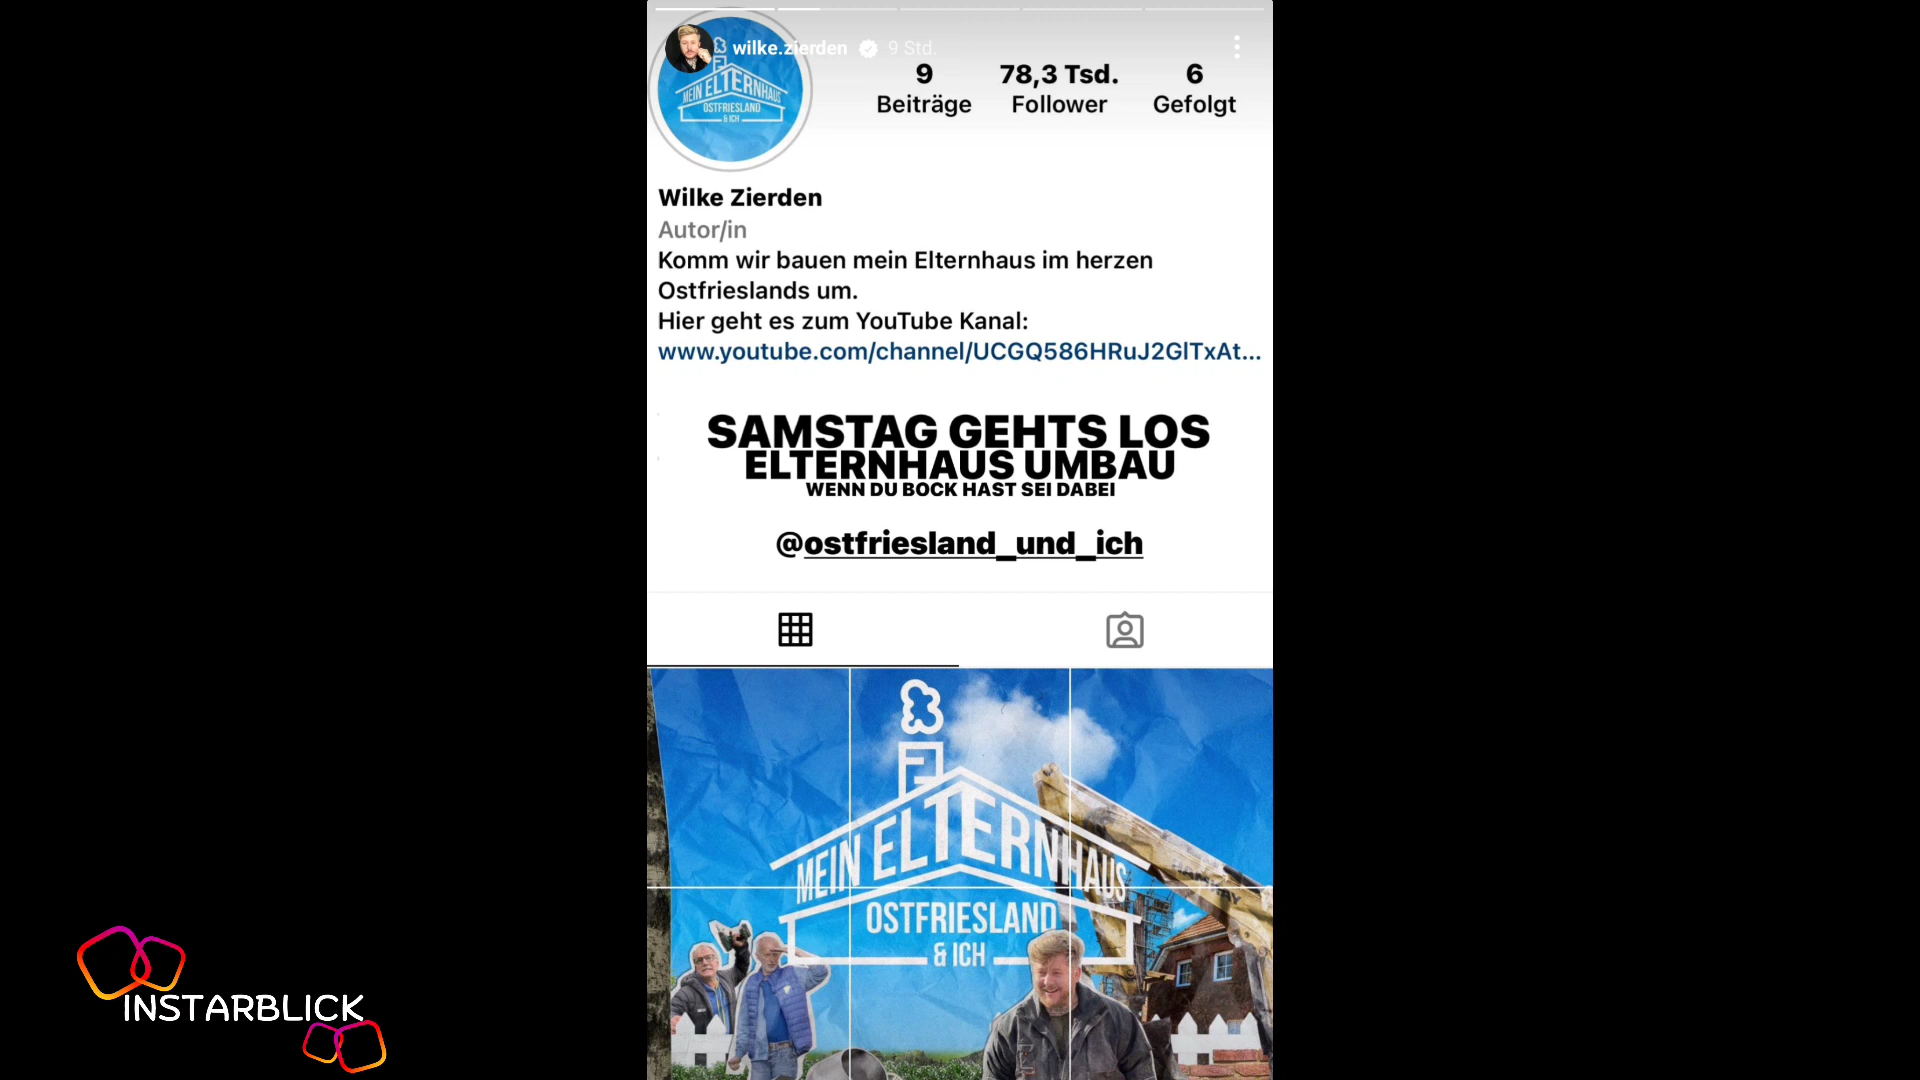 wilke.zierden 9 Std.
MEIN ELTERNHAUS
OSTFRIESLAND
& ICH
9 78,3 Tsd. 6
Beiträge Follower Gefolgt
Wilke Zierden
Autor/in
Komm wir bauen mein Elternhaus im herzen
Ostfrieslands um.
Hier geht es zum YouTube Kanal:
www.youtube.com/channel/UCGQ586HRuJ2GlTxAt...
SAMSTAG GEHTS LOS
ELTERNHAUS UMBAU
WENN DU BOCK HAST SEI DABEI
@ostfriesland_und_ich
MEIN ELTERNHAUS
OSTFRIESLAND
& ICH
INSTARBLICK